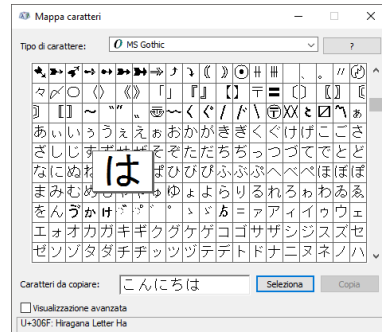 Mappa caratteri
Tipo di carattere: O MS Gothic ?
々〆〇〈〉《》「」『』【】〒〓〔〕〖〗
ぁ
あぃいぅうぇえぉおかがきぎくぐけげこごさ
ざしじすずせぜそぞただちぢっつづてでとど
なにぬね は ぱひびぴふぶぷへべぺほぼぽ
まみむめ ゅゆょよらりるれろゎわゐゑ
をんゔゕゖ ゛゜ゝゞゟ゠ァアィイゥウェ
エォオカガキギクグケゲコゴサザシジスズセ
ゼソゾタダチヂッツヅテデトドナニヌネノハ
Caratteri da copiare: こんにちは Seleziona Copia
Visualizzazione avanzata
U+306F: Hiragana Letter Ha